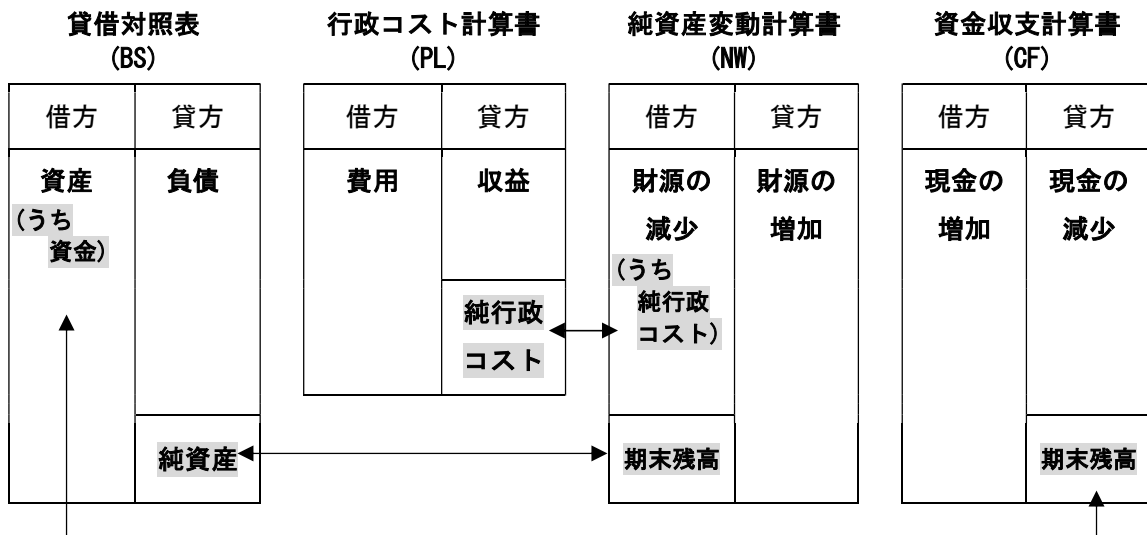 貸借対照表
(BS)
行政コスト計算書
(PL)
純資産変動計算書
(NW)
資金収支計算書
(CF)
借方
貸方
借方
貸方
借方
貸方
借方
貸方
資産
(うち
資金)
負債
純資産
費用
収益
純行政
コスト
財源の
減少
(うち
純行政
コスト)
期末残高
財源の
増加
現金の
増加
現金の
減少
期末残高